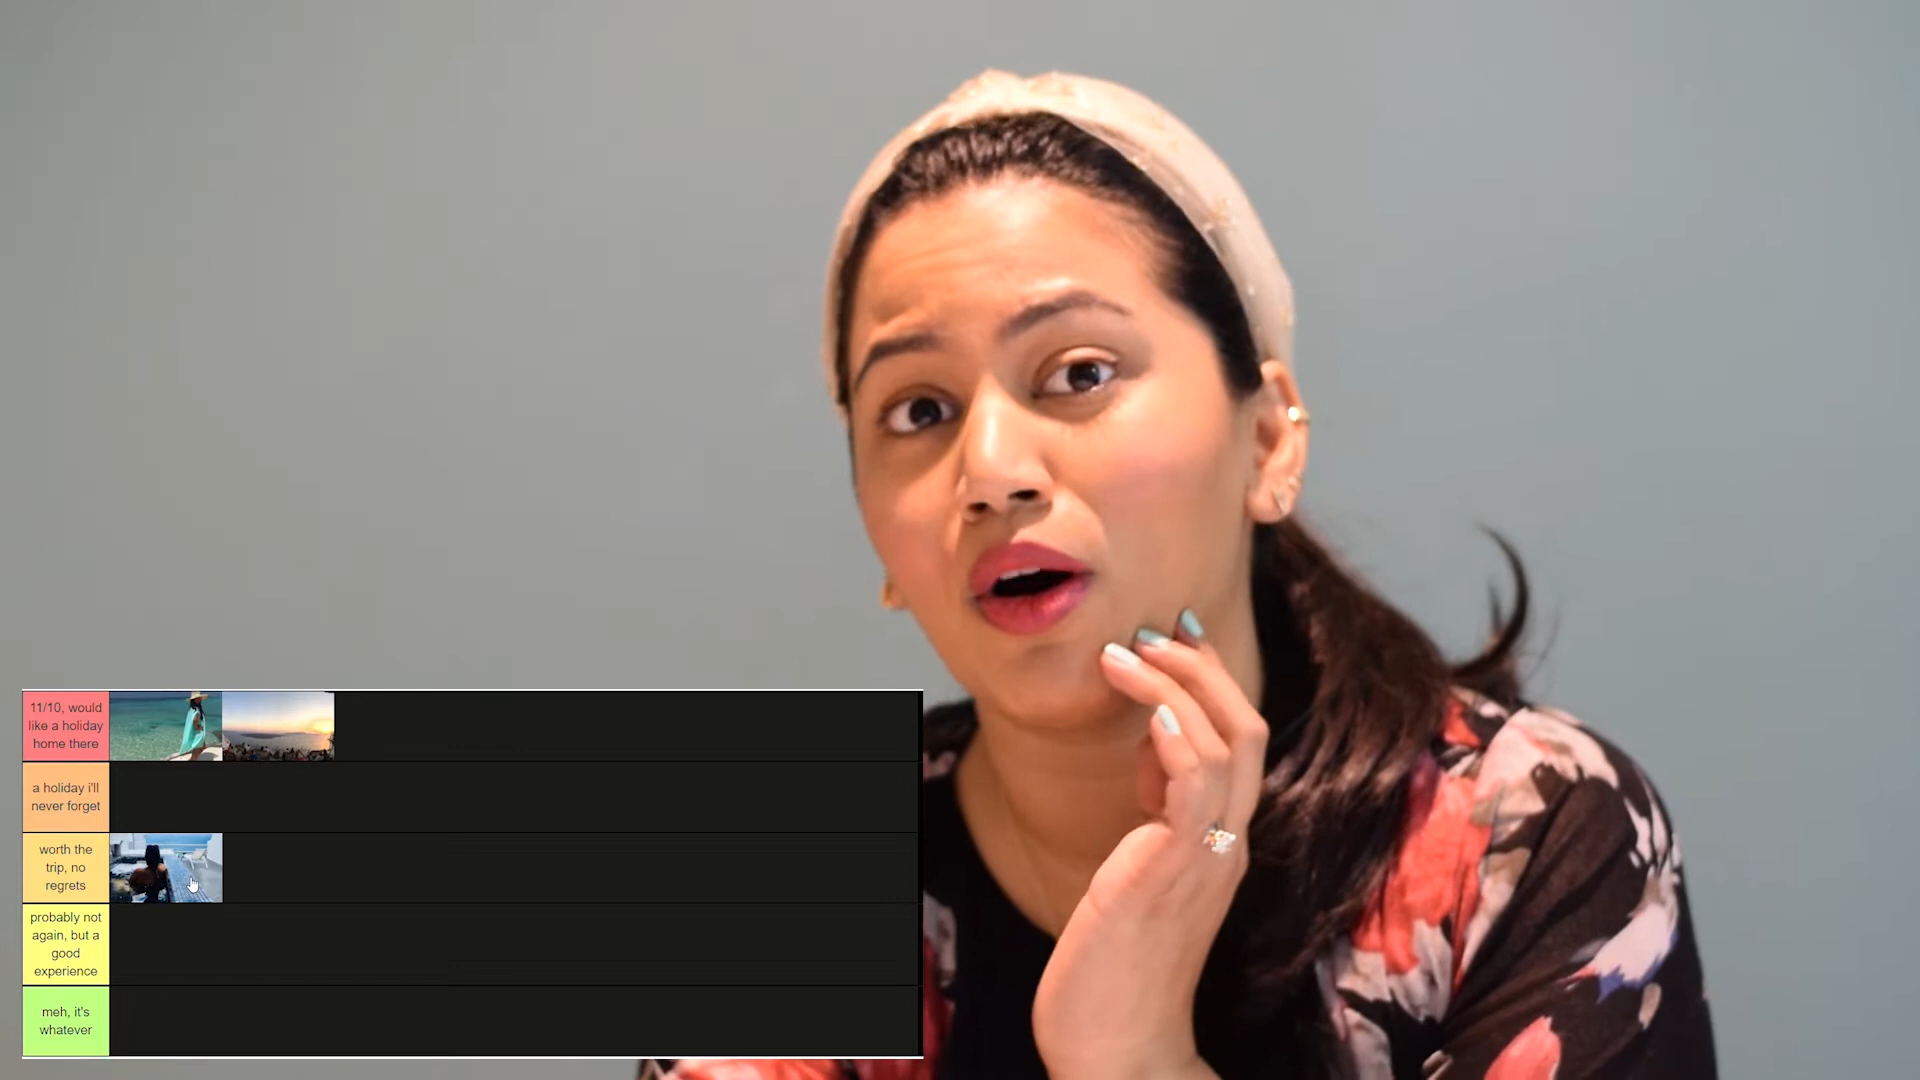 11/10, would
like a holiday
home there
a holiday i'll
never forget
worth the
trip, no
regrets
probably not
again, but a
good
experience
meh, it's
whatever